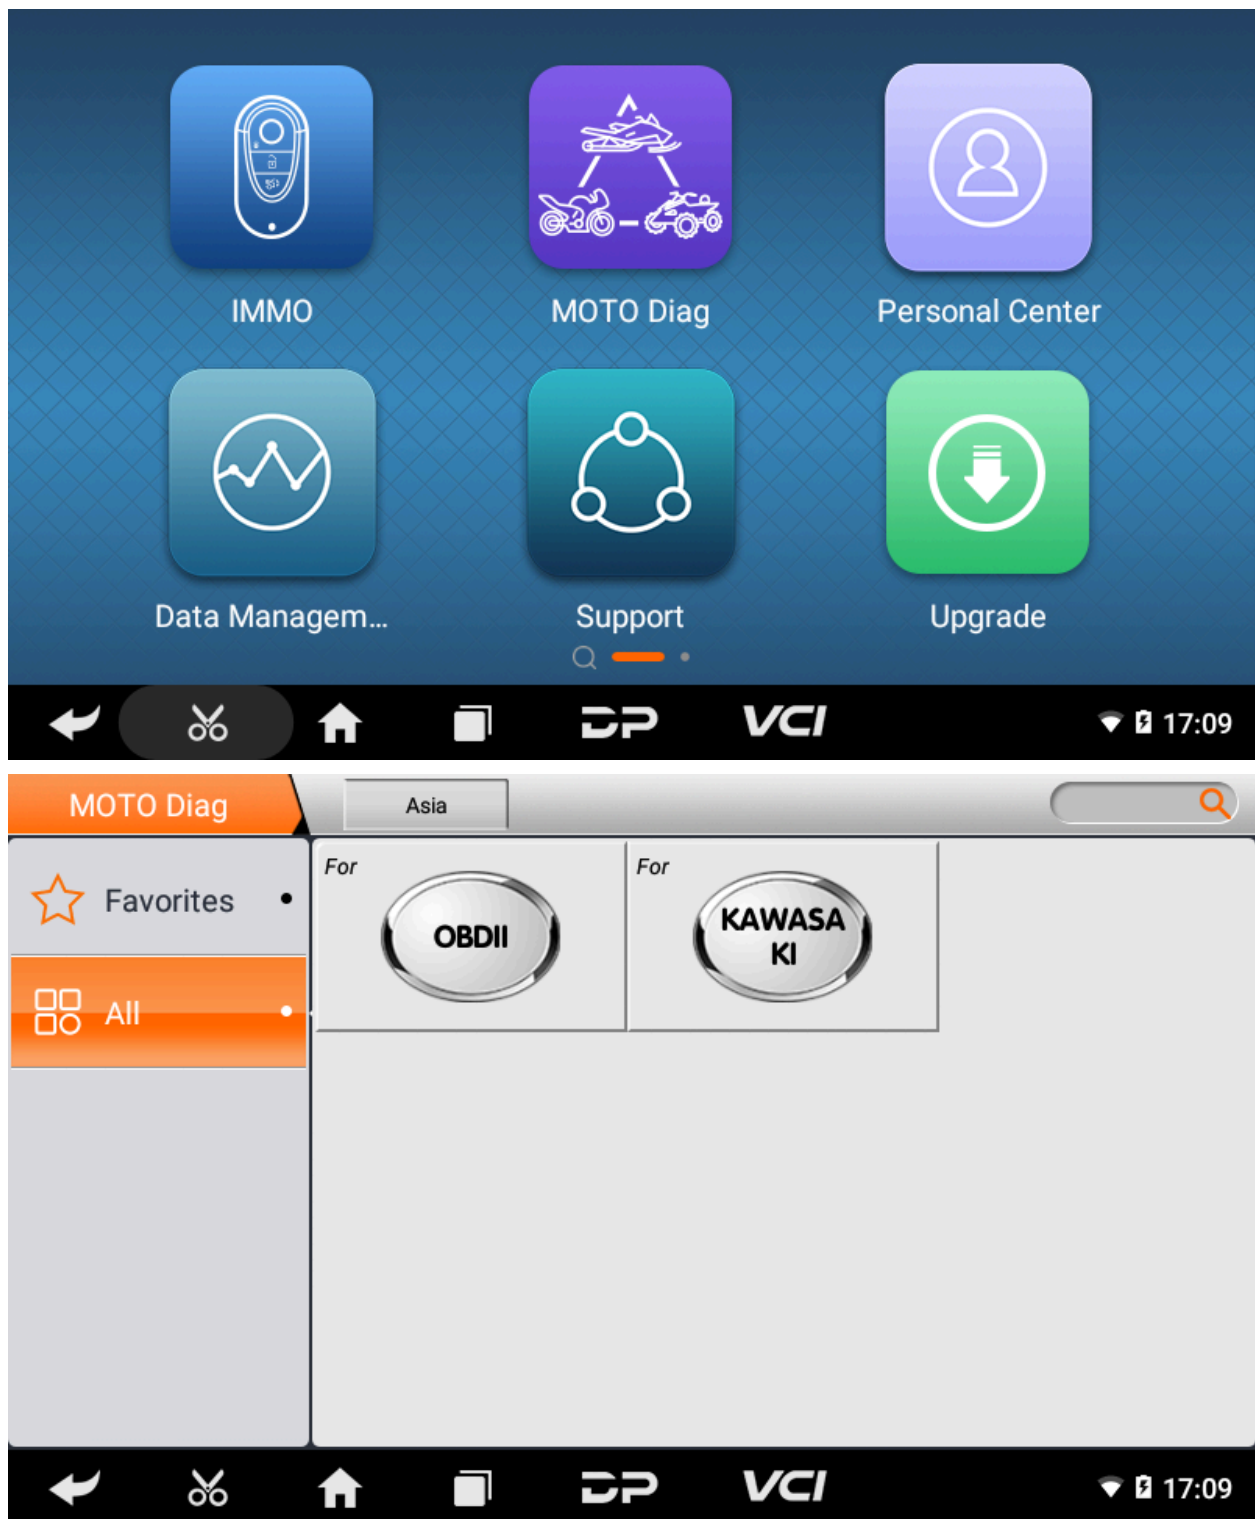 IMMO
MOTO Diag
Personal Center
Data Managem...
Support
Upgrade
DP
VCI
17:09
MOTO Diag
Asia
Favorites
All
For
OBDII
For
KAWASA
KI
DP
VCI
17:09